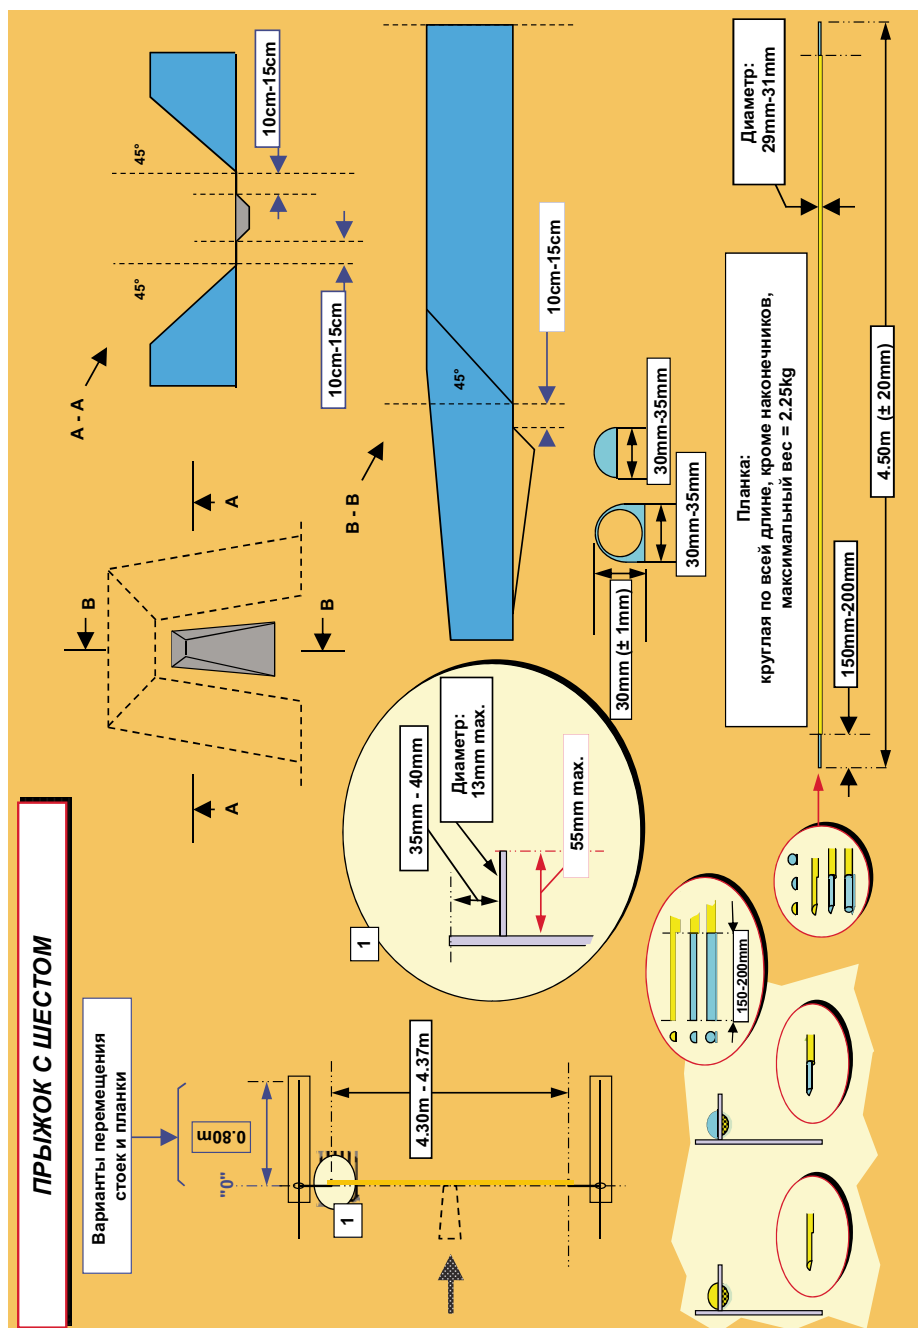 ПРЫЖОК С ШЕСТОМ
Варианты перемещения
стоек и планки
0.80m
"0"
1
4.30m - 4.37m
A
A
B
B
A - A
45°
45°
10cm-15cm
10cm-15cm
B - B
45°
10cm-15cm
1
35mm - 40mm
Диаметр:
13mm max.
55mm max.
30mm (± 1mm)
30mm-35mm
30mm-35mm
Диаметр:
29mm-31mm
Планка:
круглая по всей длине, кроме наконечников,
максимальный вес = 2.25kg
150mm-200mm
4.50m (± 20mm)
150-200mm